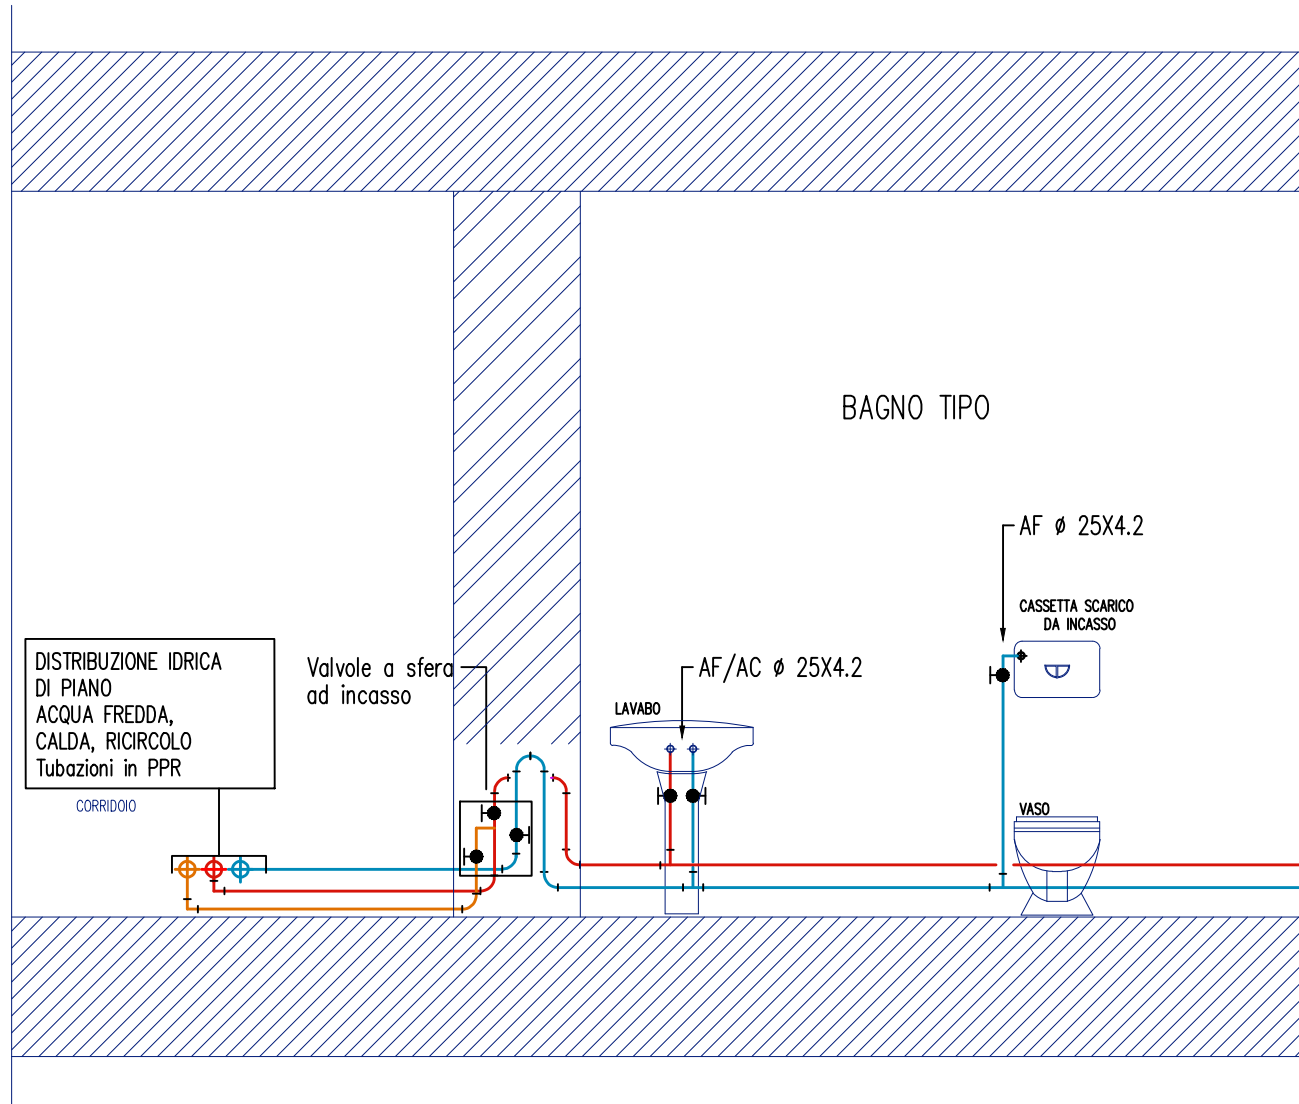 BAGNO TIPO
AF ø 25X4.2
CASSETTA SCARICO
DA INCASSO
DISTRIBUZIONE IDRICA
DI PIANO
ACQUA FREDDA,
CALDA, RICIRCOLO
Tubazioni in PPR
CORRIDOIO
Valvole a sfera
ad incasso
AF/AC ø 25X4.2
LAVABO
VASO